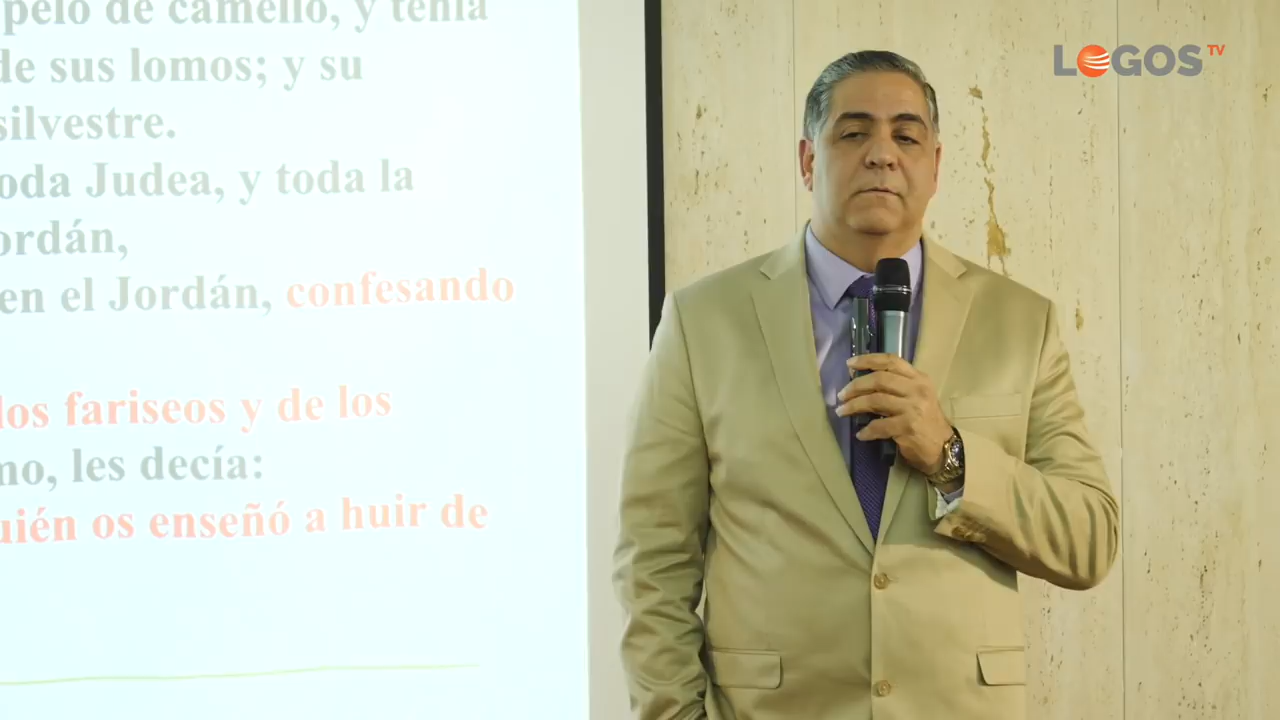 pelo de camello, y tenía
de sus lomos; y su
silvestre.
oda Judea, y toda la
ordán,
en el Jordán, confesando
los fariseos y de los
mo, les decía:
uién os enseñó a huir de
LOGOS TV